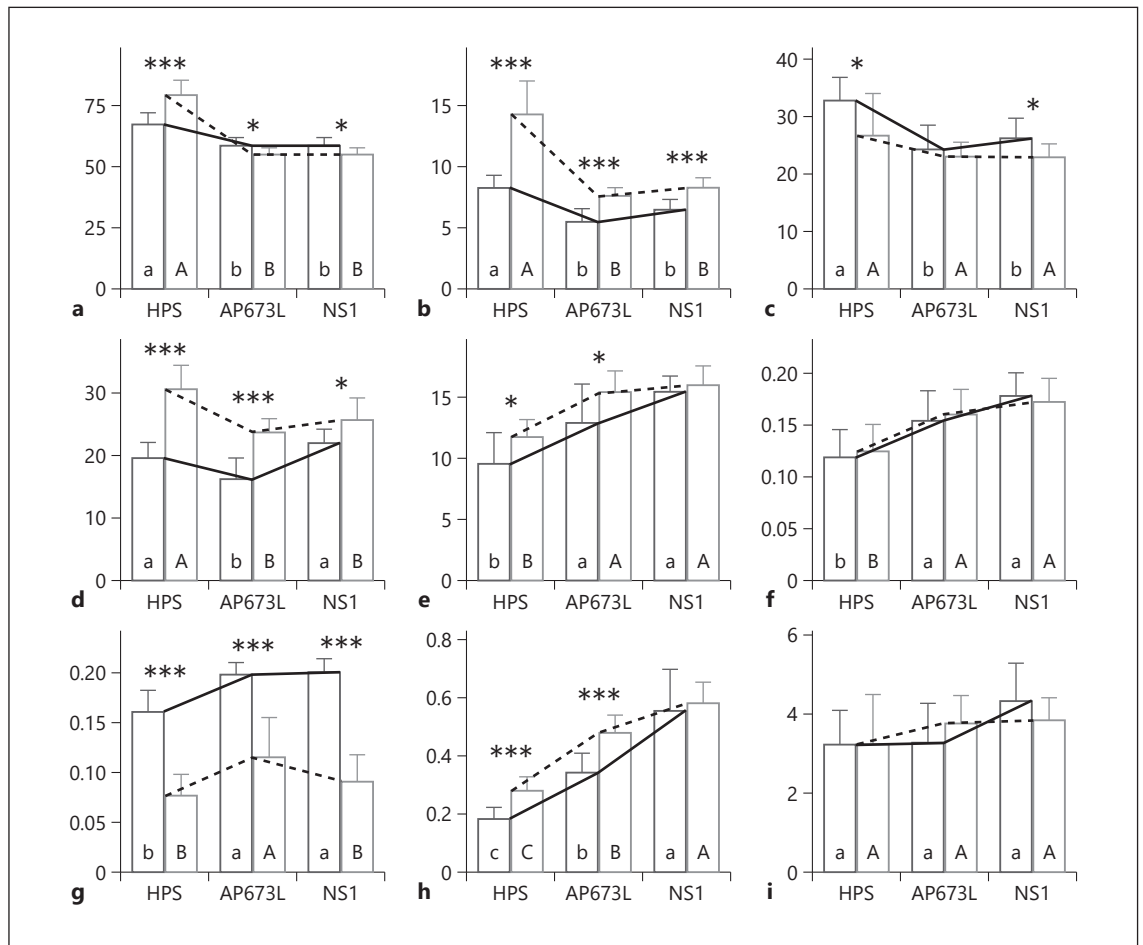 *** * *
75
50
25
0
a A b B b B
a HPS AP673L NS1
*** *** ***
15
10
5
0
a A b B b B
b HPS AP673L NS1
* *
40
30
20
10
0
a A b A b A
c HPS AP673L NS1
*** *** *
30
20
10
0
a A b B a B
d HPS AP673L NS1
* *
15
10
5
0
b B a A a A
e HPS AP673L NS1
0.20
0.15
0.10
0.05
0
b B a A a A
f HPS AP673L NS1
*** *** ***
0.20
0.15
0.10
0.05
0
b B a A a B
g HPS AP673L NS1
*** ***
0.8
0.6
0.4
0.2
0
c C b B a A
h HPS AP673L NS1
6
4
2
0
a A a A a A
i HPS AP673L NS1